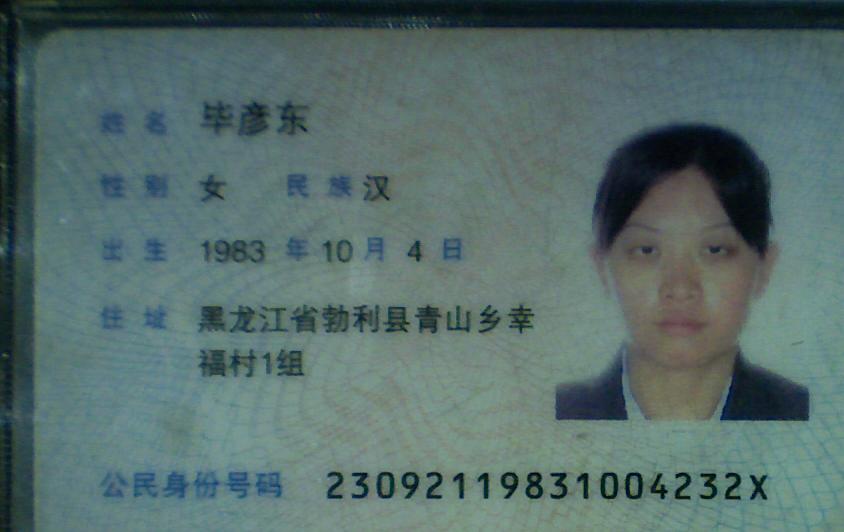 姓名 毕彦东
性别 女 民族 汉
出生 1983 年 10 月 4 日
住址 黑龙江省勃利县青山乡幸
福村1组
公民身份号码 23092119831004232X